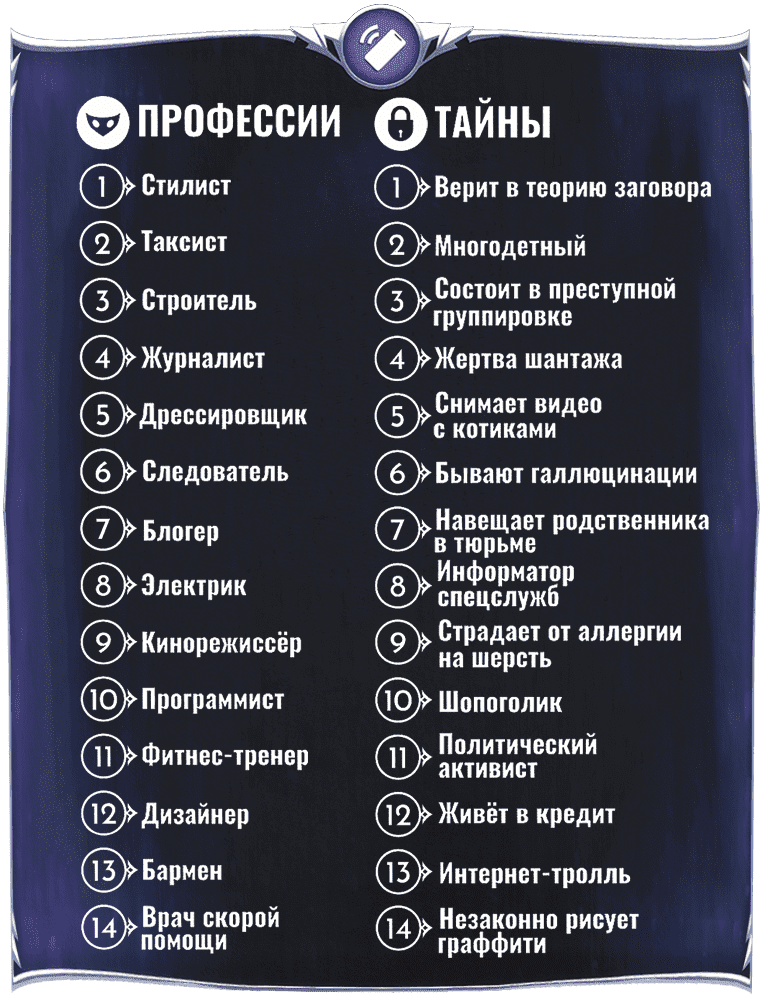 ПРОФЕССИИ
1 Стилист
2 Таксист
3 Строитель
4 Журналист
5 Дрессировщик
6 Следователь
7 Блогер
8 Электрик
9 Кинорежиссёр
10 Программист
11 Фитнес-тренер
12 Дизайнер
13 Бармен
14 Врач скорой
помощи
ТАЙНЫ
1 Верит в теорию заговора
2 Многодетный
3 Состоит в преступной
группировке
4 Жертва шантажа
5 Снимает видео
с котиками
6 Бывают галлюцинации
7 Навещает родственника
в тюрьме
8 Информатор
спецслужб
9 Страдает от аллергии
на шерсть
10 Шопоголик
11 Политический
активист
12 Живёт в кредит
13 Интернет-тролль
14 Незаконно рисует
граффити